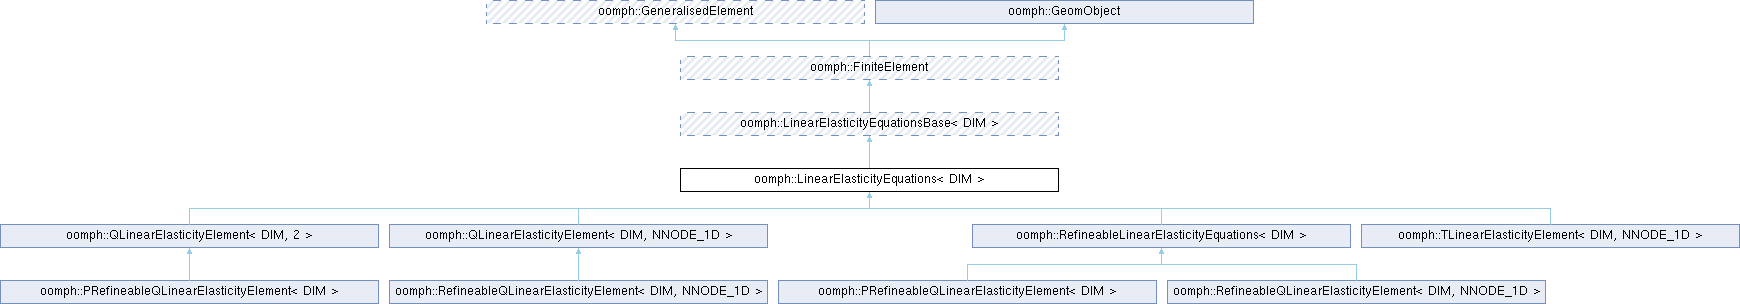 oomph::GeneralisedElement
oomph::GeomObject
oomph::FiniteElement
oomph::LinearElasticityEquationsBase< DIM >
oomph::LinearElasticityEquations< DIM >
oomph::QLinearElasticityElement< DIM, 2 >
oomph::QLinearElasticityElement< DIM, NNODE_1D >
oomph::RefineableLinearElasticityEquations< DIM >
oomph::TLinearElasticityElement< DIM, NNODE_1D >
oomph::PRefineableQLinearElasticityElement< DIM >
oomph::RefineableQLinearElasticityElement< DIM, NNODE_1D >
oomph::PRefineableQLinearElasticityElement< DIM >
oomph::RefineableQLinearElasticityElement< DIM, NNODE_1D >